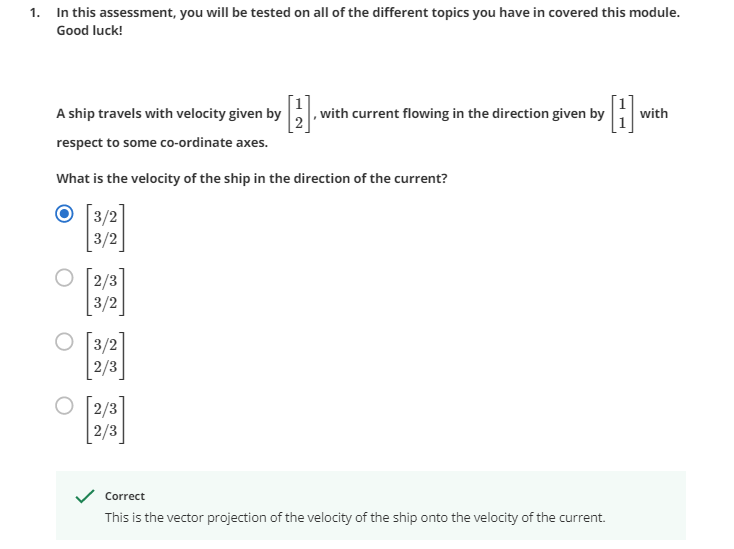 1. In this assessment, you will be tested on all of the different topics you have in covered this module.
Good luck!
A ship travels with velocity given by [1 2], with current flowing in the direction given by [1 1] with
respect to some co-ordinate axes.
What is the velocity of the ship in the direction of the current?
[3/2
3/2]
[2/3
3/2]
[3/2
2/3]
[2/3
2/3]
Correct
This is the vector projection of the velocity of the ship onto the velocity of the current.